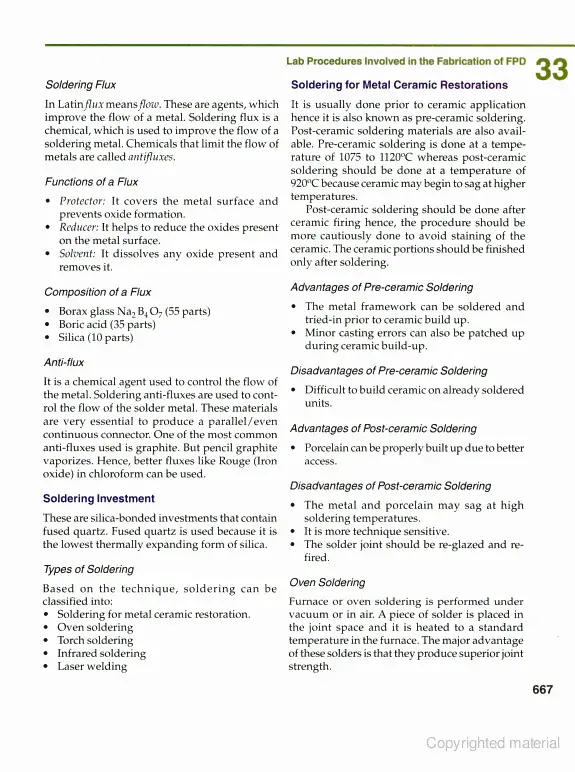 Lab Procedures Involved in the Fabrication of FPD 33
Soldering Flux
In Latin flux means flow. These are agents, which
improve the flow of a metal. Soldering flux is a
chemical, which is used to improve the flow of a
soldering metal. Chemicals that limit the flow of
metals are called antifluxes.
Functions of a Flux
• Protector: It covers the metal surface and
prevents oxide formation.
• Reducer: It helps to reduce the oxides present
on the metal surface.
• Solvent: It dissolves any oxide present and
removes it.
Composition of a Flux
• Borax glass Na₂ B₄ O₇ (55 parts)
• Boric acid (35 parts)
• Silica (10 parts)
Anti-flux
It is a chemical agent used to control the flow of
the metal. Soldering anti-fluxes are used to cont-
rol the flow of the solder metal. These materials
are very essential to produce a parallel/even
continuous connector. One of the most common
anti-fluxes used is graphite. But pencil graphite
vaporizes. Hence, better fluxes like Rouge (Iron
oxide) in chloroform can be used.
Soldering Investment
These are silica-bonded investments that contain
fused quartz. Fused quartz is used because it is
the lowest thermally expanding form of silica.
Types of Soldering
Based on the technique, soldering can be
classified into:
• Soldering for metal ceramic restoration.
• Oven soldering
• Torch soldering
• Infrared soldering
• Laser welding
Soldering for Metal Ceramic Restorations
It is usually done prior to ceramic application
hence it is also known as pre-ceramic soldering.
Post-ceramic soldering materials are also avail-
able. Pre-ceramic soldering is done at a tempe-
rature of 1075 to 1120ºC whereas post-ceramic
soldering should be done at a temperature of
920ºC because ceramic may begin to sag at higher
temperatures.
Post-ceramic soldering should be done after
ceramic firing hence, the procedure should be
more cautiously done to avoid staining of the
ceramic. The ceramic portions should be finished
only after soldering.
Advantages of Pre-ceramic Soldering
• The metal framework can be soldered and
tried-in prior to ceramic build up.
• Minor casting errors can also be patched up
during ceramic build-up.
Disadvantages of Pre-ceramic Soldering
• Difficult to build ceramic on already soldered
units.
Advantages of Post-ceramic Soldering
• Porcelain can be properly built up due to better
access.
Disadvantages of Post-ceramic Soldering
• The metal and porcelain may sag at high
soldering temperatures.
• It is more technique sensitive.
• The solder joint should be re-glazed and re-
fired.
Oven Soldering
Furnace or oven soldering is performed under
vacuum or in air. A piece of solder is placed in
the joint space and it is heated to a standard
temperature in the furnace. The major advantage
of these solders is that they produce superior joint
strength.
667
Copyrighted material